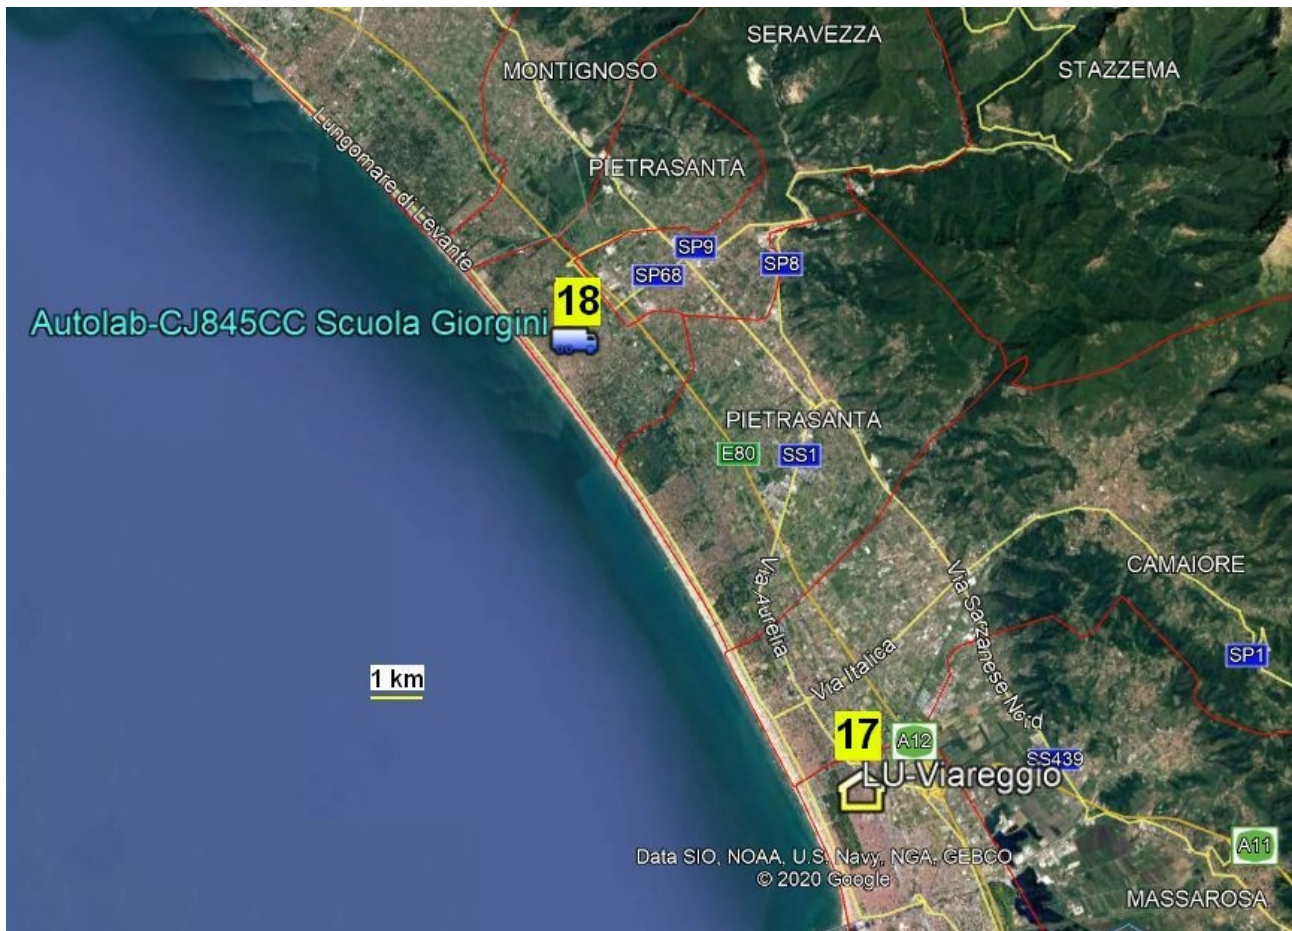 SERAVEZZA
MONTIGNOSO
STAZZEMA
Lungomare di Levante
PIETRASANTA
SP9
SP68
SP8
18
Autolab-CJ845CC Scuola Giorgini
PIETRASANTA
E80
SS1
Via Aurelia
Via Sarzanese Nord
CAMAIORE
Via Italica
SP1
1 km
17
A12
SS439
LU-Viareggio
A11
Data SIO, NOAA, U.S. Navy, NGA, GEBCO
© 2020 Google
MASSAROSA